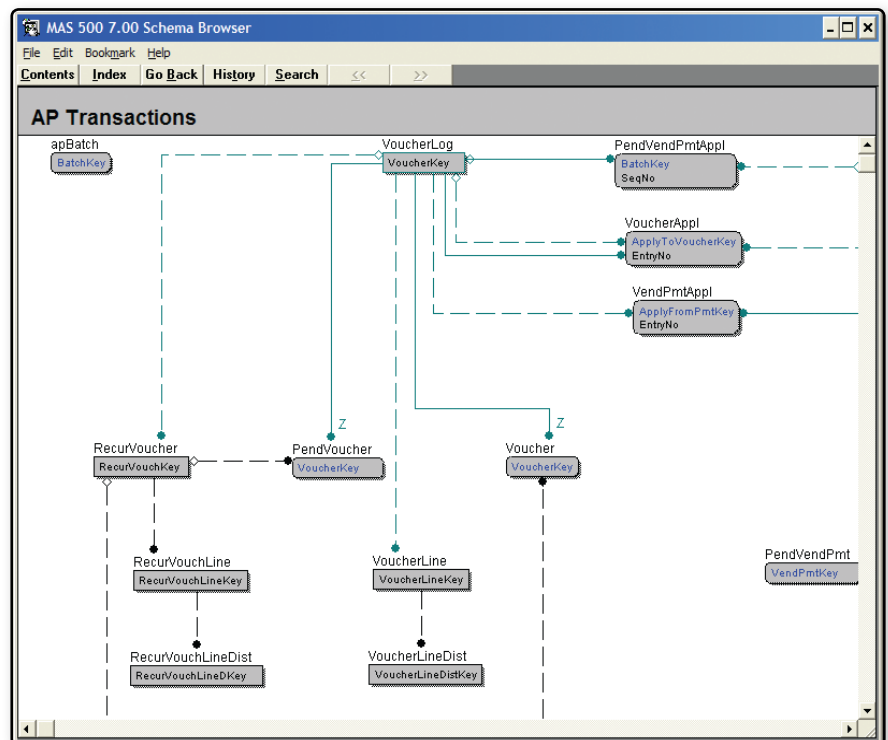 MAS 500 7.00 Schema Browser
File Edit Bookmark Help
Contents Index Go Back History Search << >>
AP Transactions
apBatch
BatchKey
VoucherLog
VoucherKey
PendVendPmtAppl
BatchKey
SeqNo
VoucherAppl
ApplyToVoucherKey
EntryNo
VendPmtAppl
ApplyFromPmtKey
EntryNo
Z
Z
RecurVoucher
RecurVouchKey
PendVoucher
VoucherKey
Voucher
VoucherKey
RecurVouchLine
RecurVouchLineKey
VoucherLine
VoucherLineKey
PendVendPmt
VendPmtKey
RecurVouchLineDist
RecurVouchLineDKey
VoucherLineDist
VoucherLineDistKey